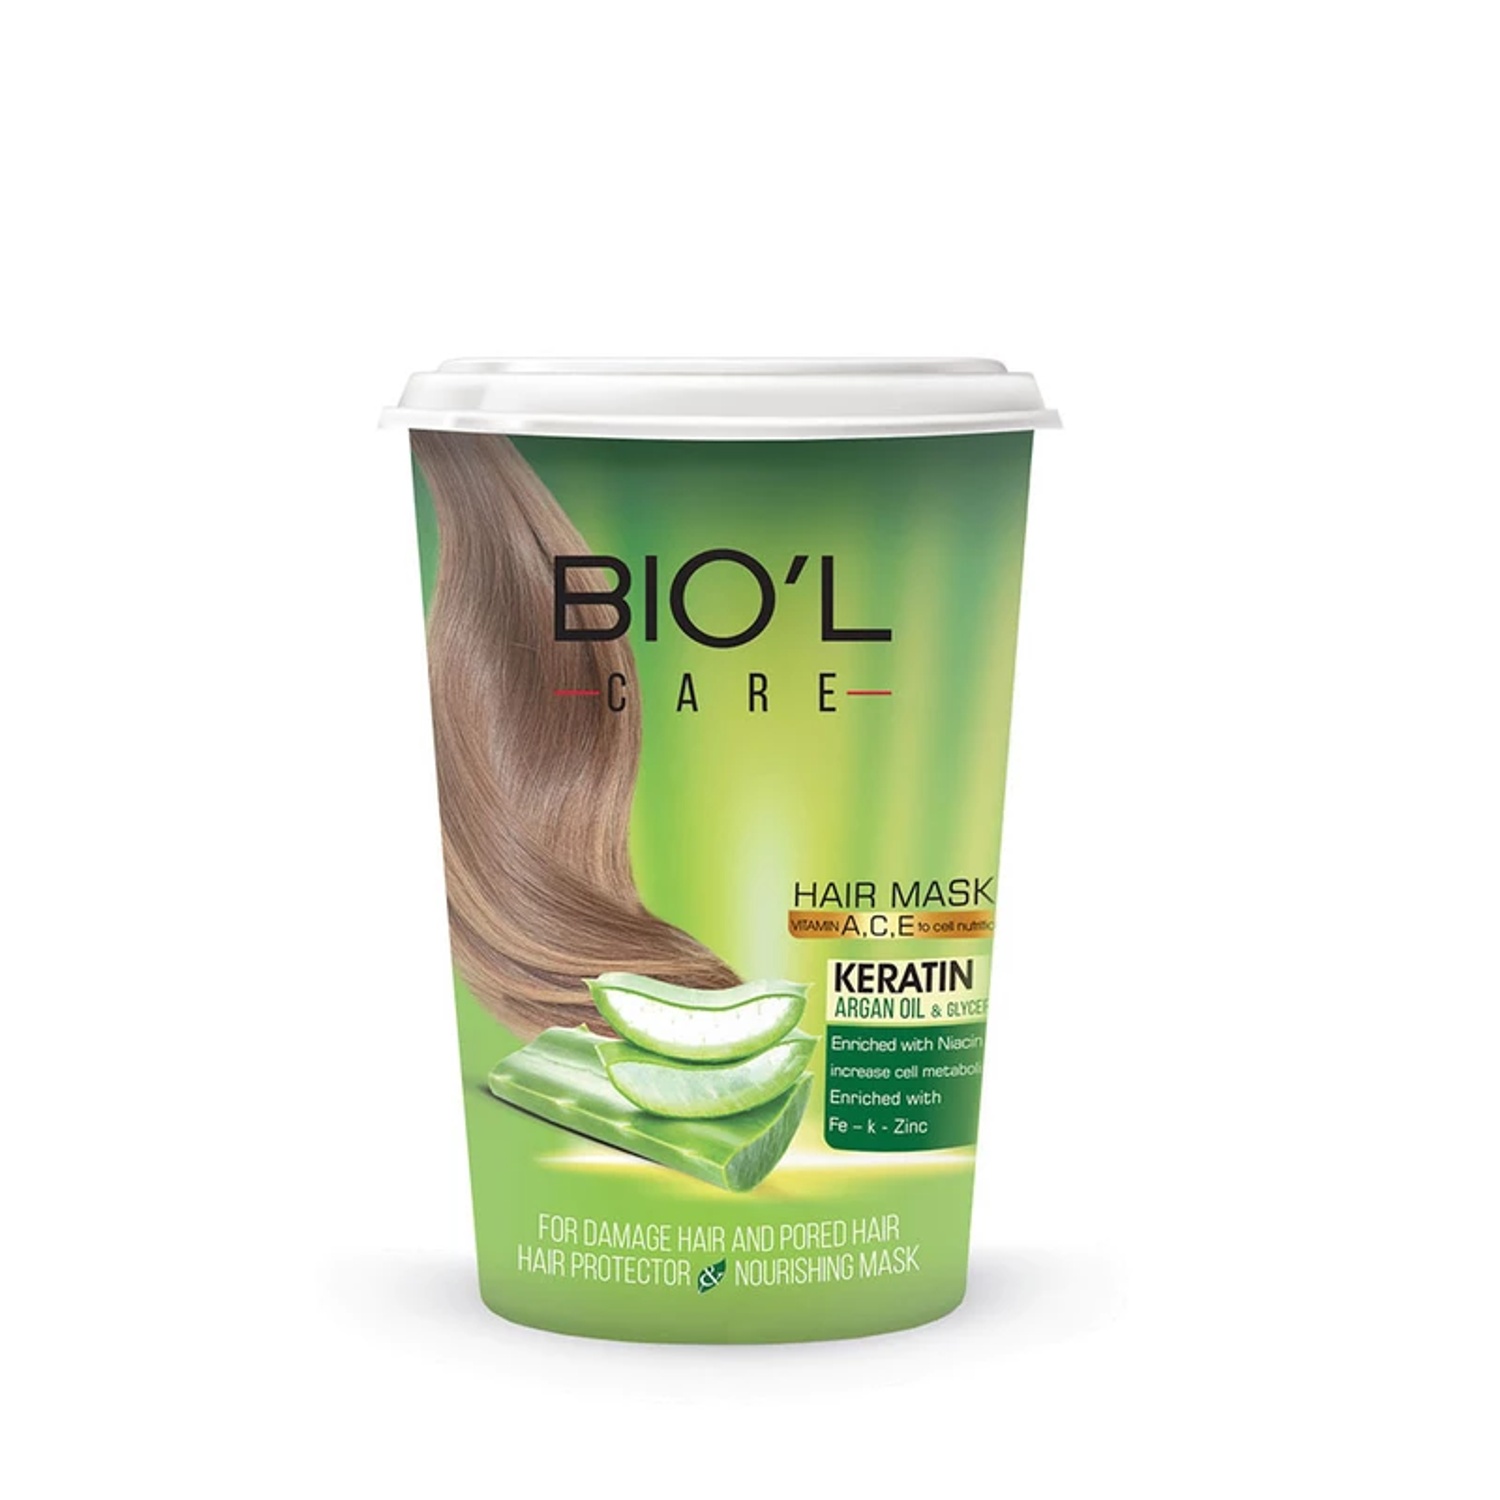 BIO'L
CARE
HAIR MASK
VITAMIN A,C,E to cell
KERATIN
ARGAN OIL &
Enriched with Niacin
increase cell
Enriched with
Fe – k - Zinc
FOR DAMAGE HAIR AND PORED HAIR
HAIR PROTECTOR & NOURISHING MASK